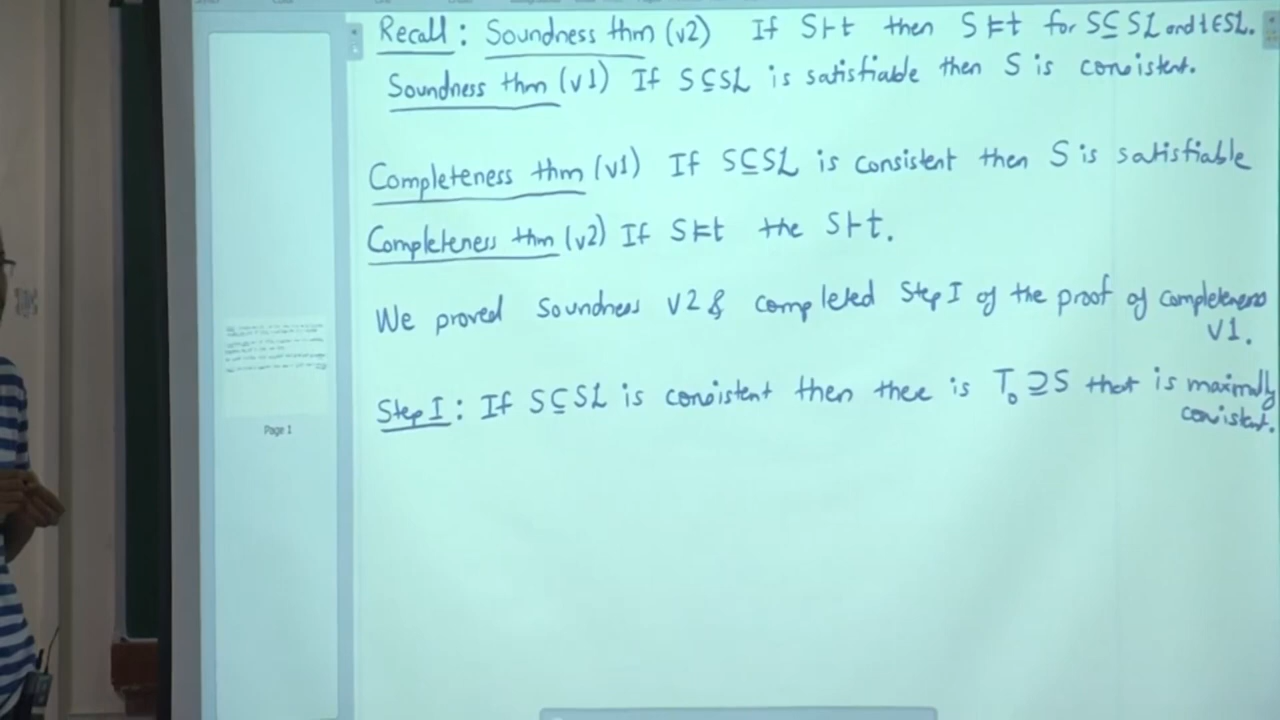 Recall : Soundness thm (v2) If S⊢t then S⊨t for S⊆SL and t∈SL.
Soundness thm (v1) If S⊆SL is satisfiable then S is consistent.
Completeness thm (v1) If S⊆SL is consistent then S is satisfiable
Completeness thm (v2) If S⊨t the S⊢t.
We proved Soundness V2 & completed Step I of the proof of completeness
V1.
Step I : If S⊆SL is consistent then thee is T₀⊇S that is maximally
consistent.
Page 1